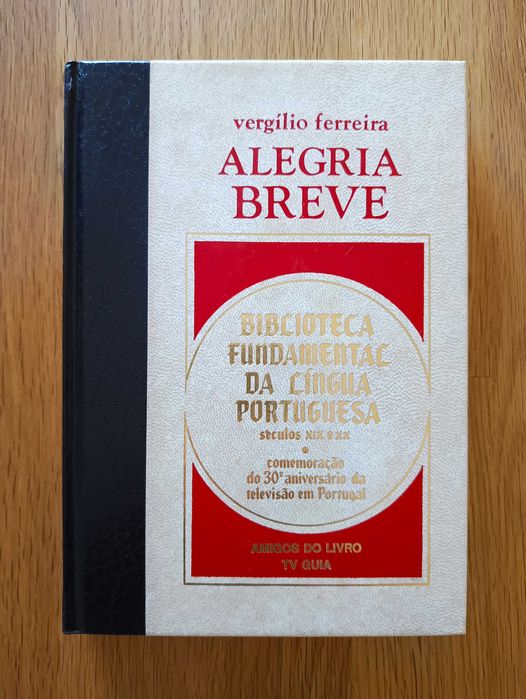 vergílio ferreira
ALEGRIA
BREVE
BIBLIOTECA
FUNDAMENTAL
DA LÍNGUA
PORTUGUESA
séculos XIX e XX
comemoração
do 30º aniversário da
televisão em Portugal
AMIGOS DO LIVRO
TV GUIA